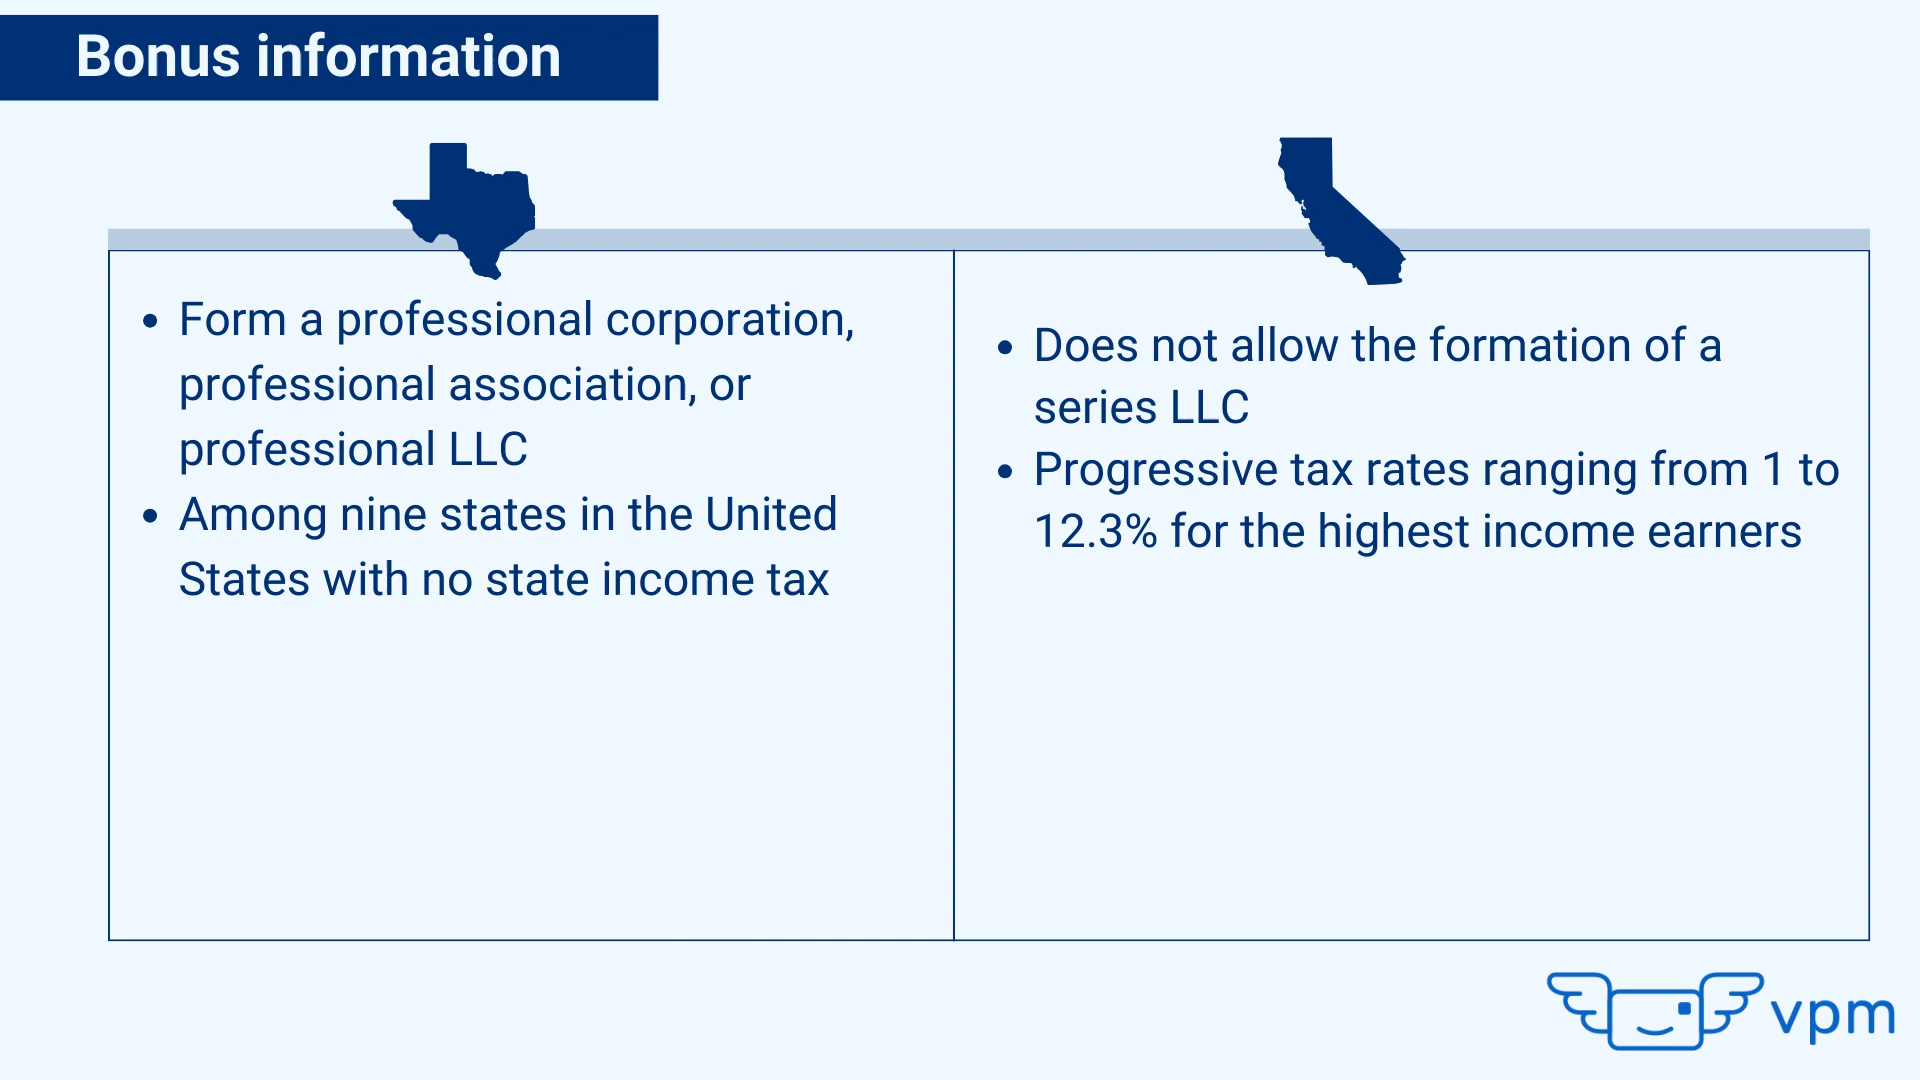 Bonus information
• Form a professional corporation,
professional association, or
professional LLC
• Among nine states in the United
States with no state income tax
• Does not allow the formation of a
series LLC
• Progressive tax rates ranging from 1 to
12.3% for the highest income earners
vpm